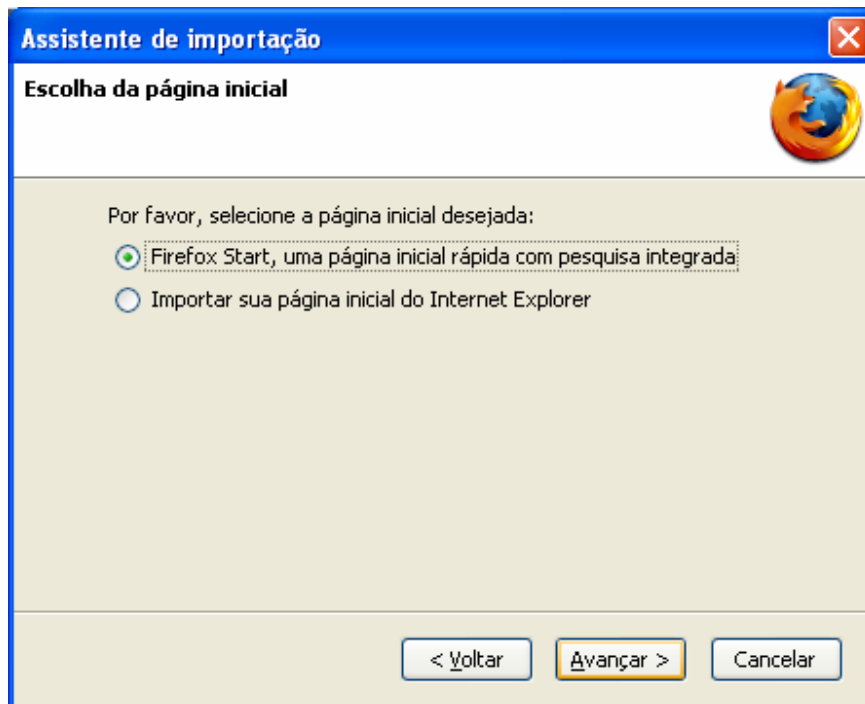 Assistente de importação
Escolha da página inicial
Por favor, selecione a página inicial desejada:
Firefox Start, uma página inicial rápida com pesquisa integrada
Importar sua página inicial do Internet Explorer
< Voltar Avançar > Cancelar